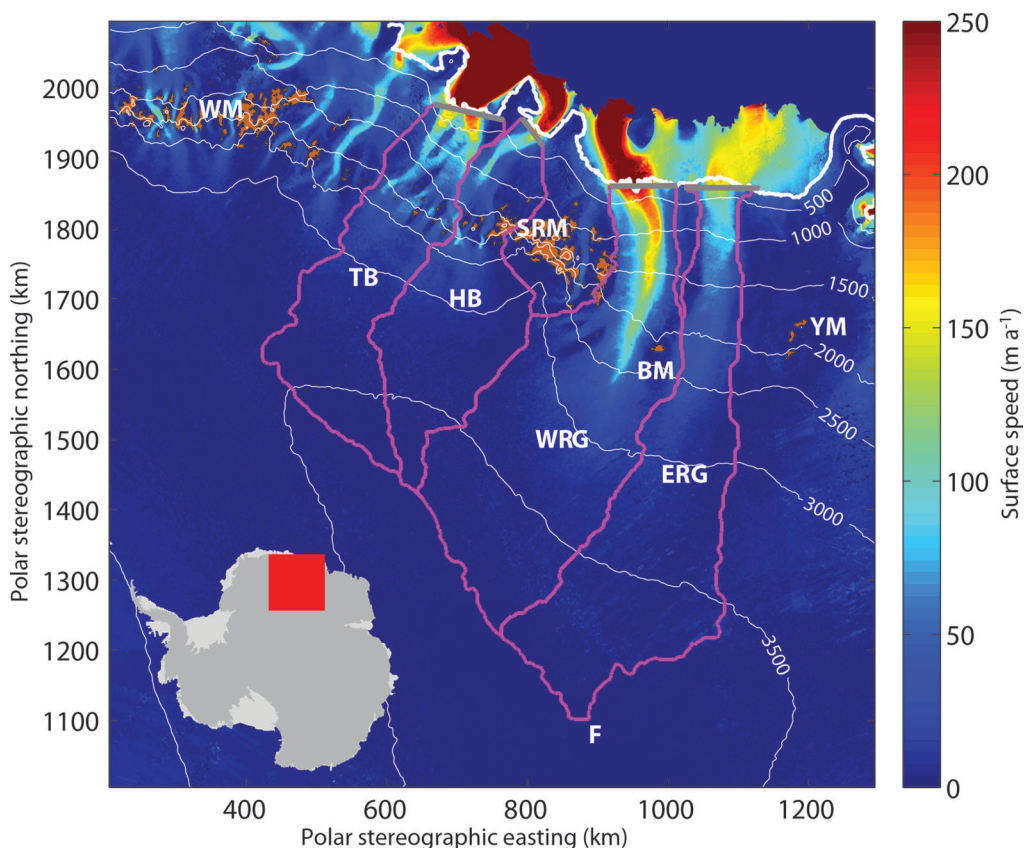 250
200
150
100
50
0
Surface speed (m a⁻¹)
2000
1900
1800
1700
1600
1500
1400
1300
1200
1100
Polar stereographic northing (km)
WM
SRM
TB
HB
BM
YM
WRG
ERG
F
500
1000
1500
2000
2500
3000
3500
400
600
800
1000
1200
Polar stereographic easting (km)